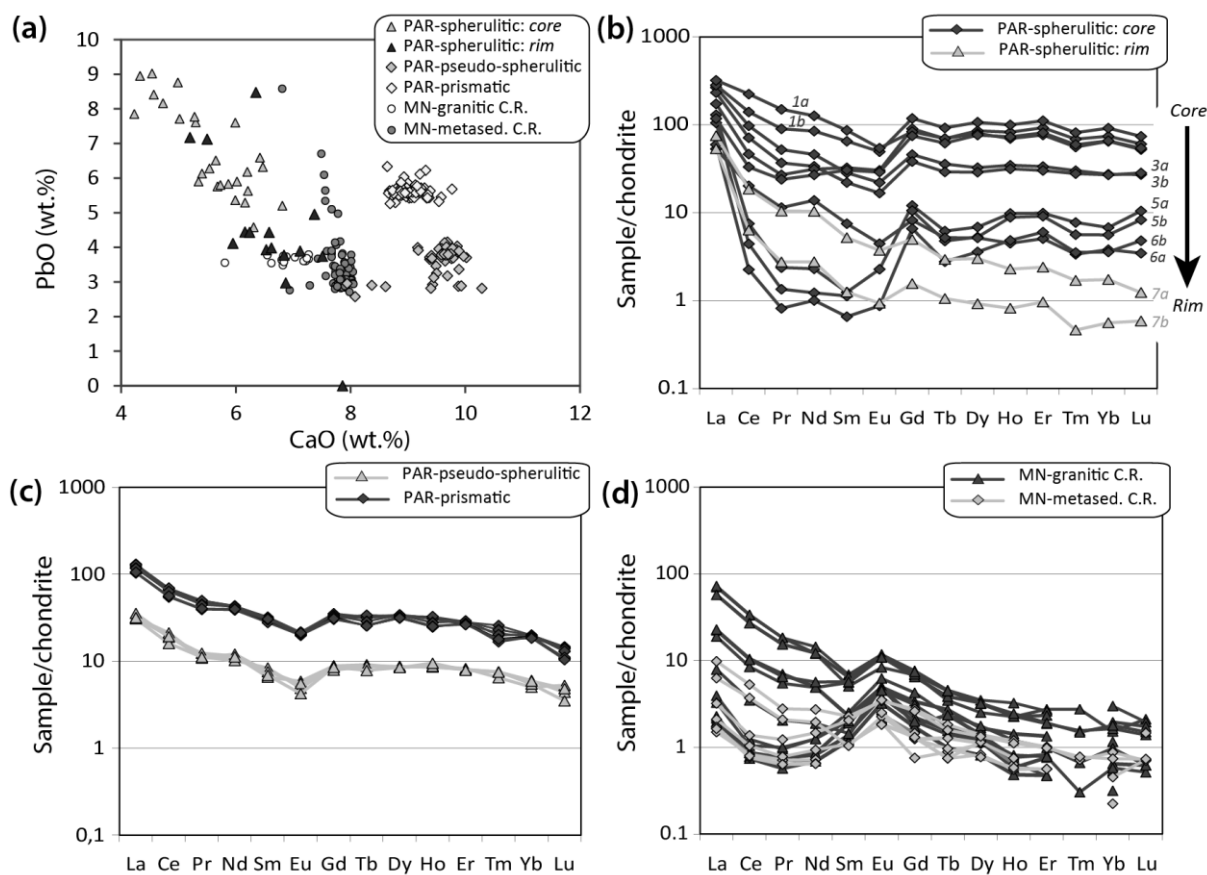 (a)
PAR-spherulitic: core
PAR-spherulitic: rim
PAR-pseudo-spherulitic
PAR-prismatic
MN-granitic C.R.
MN-metased. C.R.
10
9
8
7
6
5
4
3
2
1
0
PbO (wt.%)
4 6 8 10 12
CaO (wt.%)
(b)
PAR-spherulitic: core
PAR-spherulitic: rim
1000
100
10
1
0.1
Sample/chondrite
1a
1b
Core
3a
3b
5a
5b
6b
6a
7a
7b
Rim
La Ce Pr Nd Sm Eu Gd Tb Dy Ho Er Tm Yb Lu
(c)
PAR-pseudo-spherulitic
PAR-prismatic
1000
100
10
1
0,1
Sample/chondrite
La Ce Pr Nd Sm Eu Gd Tb Dy Ho Er Tm Yb Lu
(d)
MN-granitic C.R.
MN-metased. C.R.
1000
100
10
1
0.1
Sample/chondrite
La Ce Pr Nd Sm Eu Gd Tb Dy Ho Er Tm Yb Lu